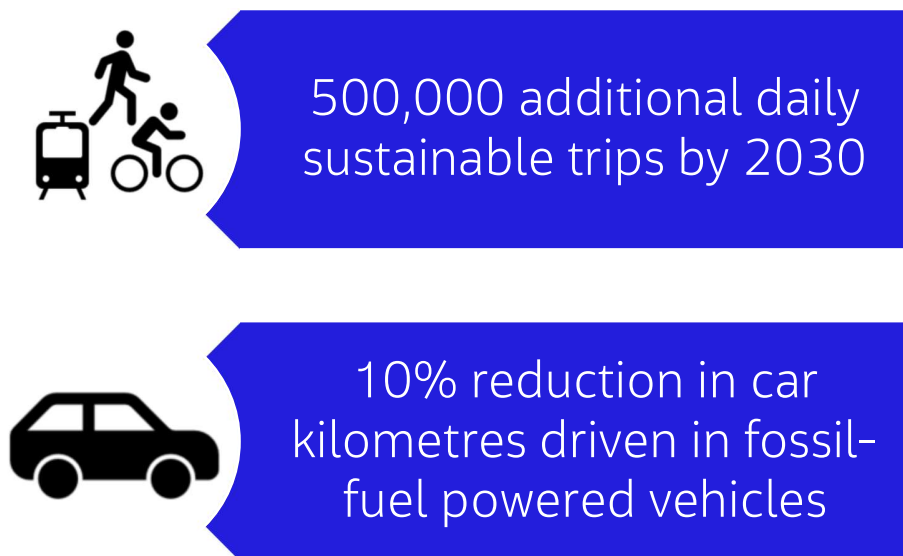 500,000 additional daily
sustainable trips by 2030
10% reduction in car
kilometres driven in fossil-
fuel powered vehicles